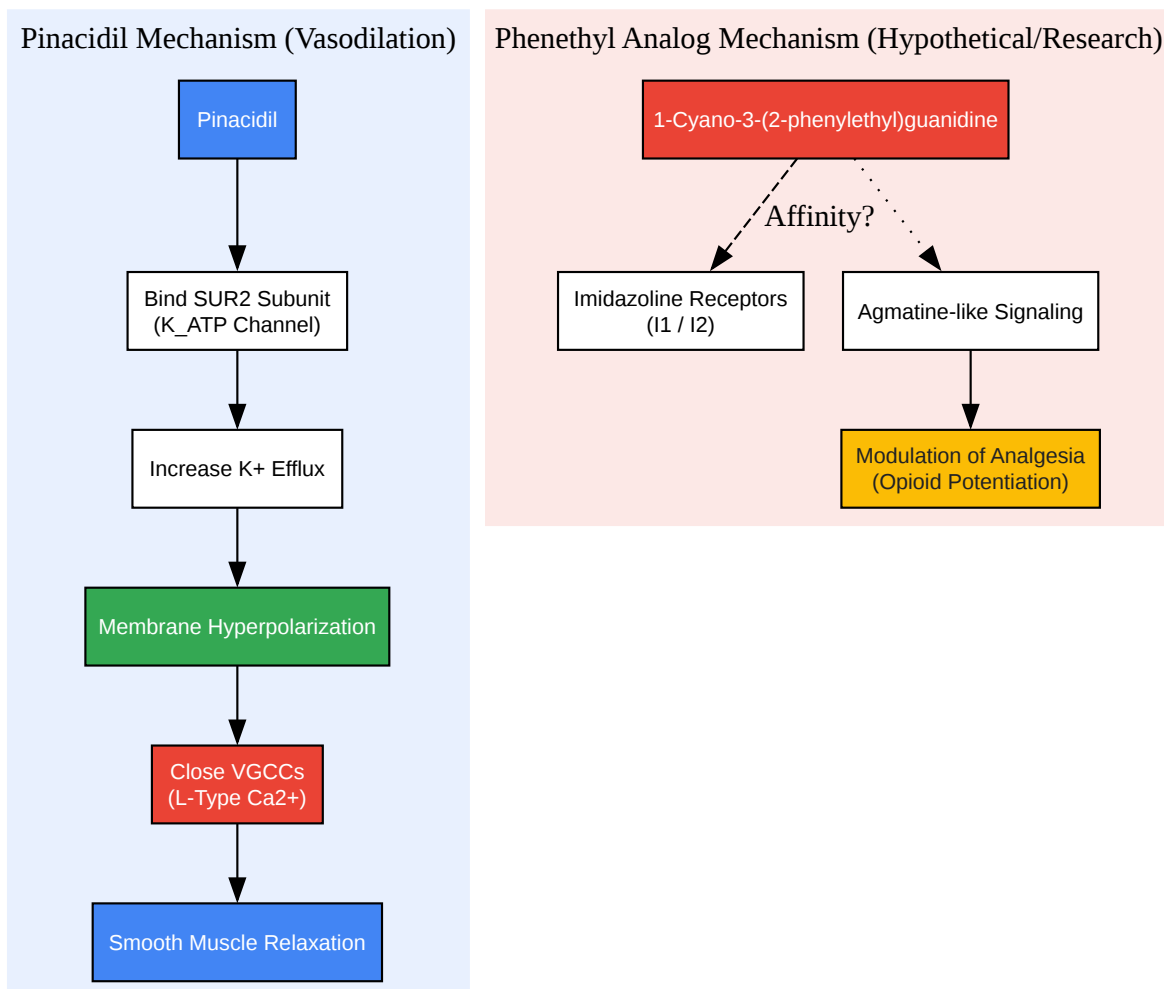 Pinacidil Mechanism (Vasodilation)
Pinacidil
Bind SUR2 Subunit
(K_ATP Channel)
Increase K+ Efflux
Membrane Hyperpolarization
Close VGCCs
(L-Type Ca2+)
Smooth Muscle Relaxation
Phenethyl Analog Mechanism (Hypothetical/Research)
1-Cyano-3-(2-phenylethyl)guanidine
Affinity?
Imidazoline Receptors
(I1 / I2)
Agmatine-like Signaling
Modulation of Analgesia
(Opioid Potentiation)